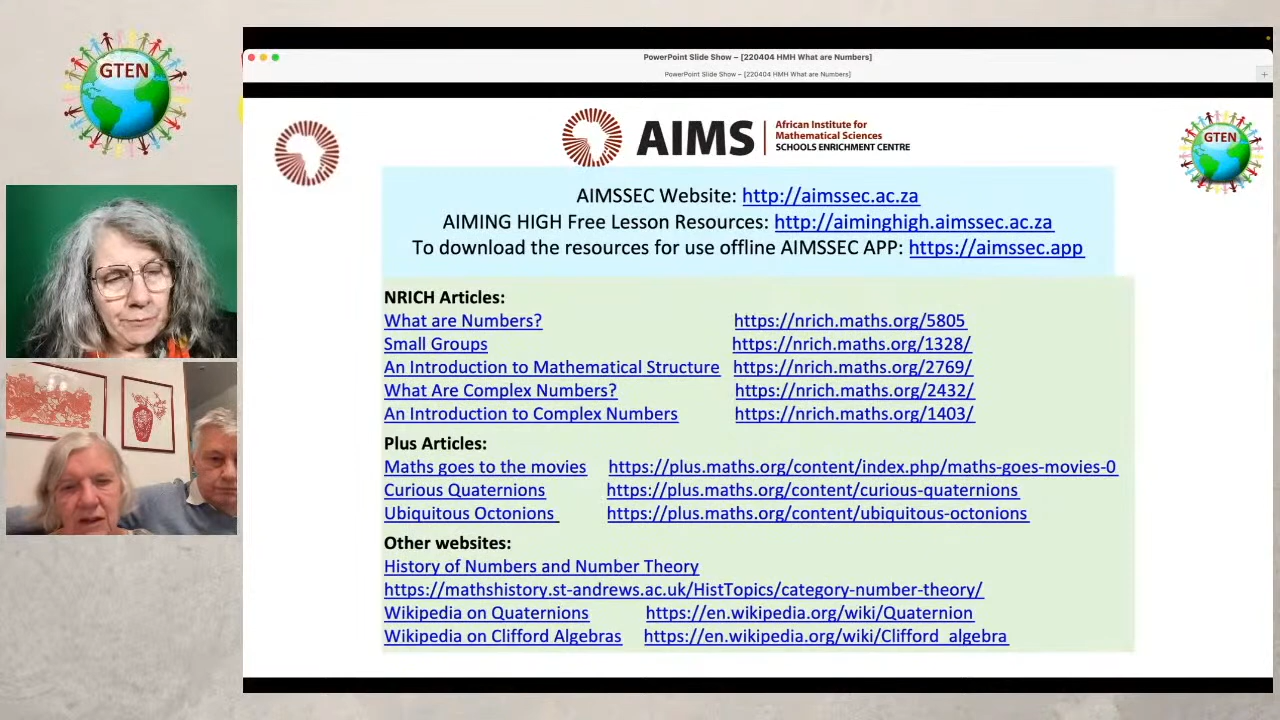 GTEN
PowerPoint Slide Show – [220404 HMH What are Numbers]
PowerPoint Slide Show – [220404 HMH What are Numbers]
AIMS
African Institute for
Mathematical Sciences
SCHOOLS ENRICHMENT CENTRE
GTEN
AIMSSEC Website: http://aimssec.ac.za
AIMING HIGH Free Lesson Resources: http://aiminghigh.aimssec.ac.za
To download the resources for use offline AIMSSEC APP: https://aimssec.app
NRICH Articles:
What are Numbers? https://nrich.maths.org/5805
Small Groups https://nrich.maths.org/1328/
An Introduction to Mathematical Structure https://nrich.maths.org/2769/
What Are Complex Numbers? https://nrich.maths.org/2432/
An Introduction to Complex Numbers https://nrich.maths.org/1403/
Plus Articles:
Maths goes to the movies https://plus.maths.org/content/index.php/maths-goes-movies-0
Curious Quaternions https://plus.maths.org/content/curious-quaternions
Ubiquitous Octonions https://plus.maths.org/content/ubiquitous-octonions
Other websites:
History of Numbers and Number Theory
https://mathshistory.st-andrews.ac.uk/HistTopics/category-number-theory/
Wikipedia on Quaternions https://en.wikipedia.org/wiki/Quaternion
Wikipedia on Clifford Algebras https://en.wikipedia.org/wiki/Clifford_algebra